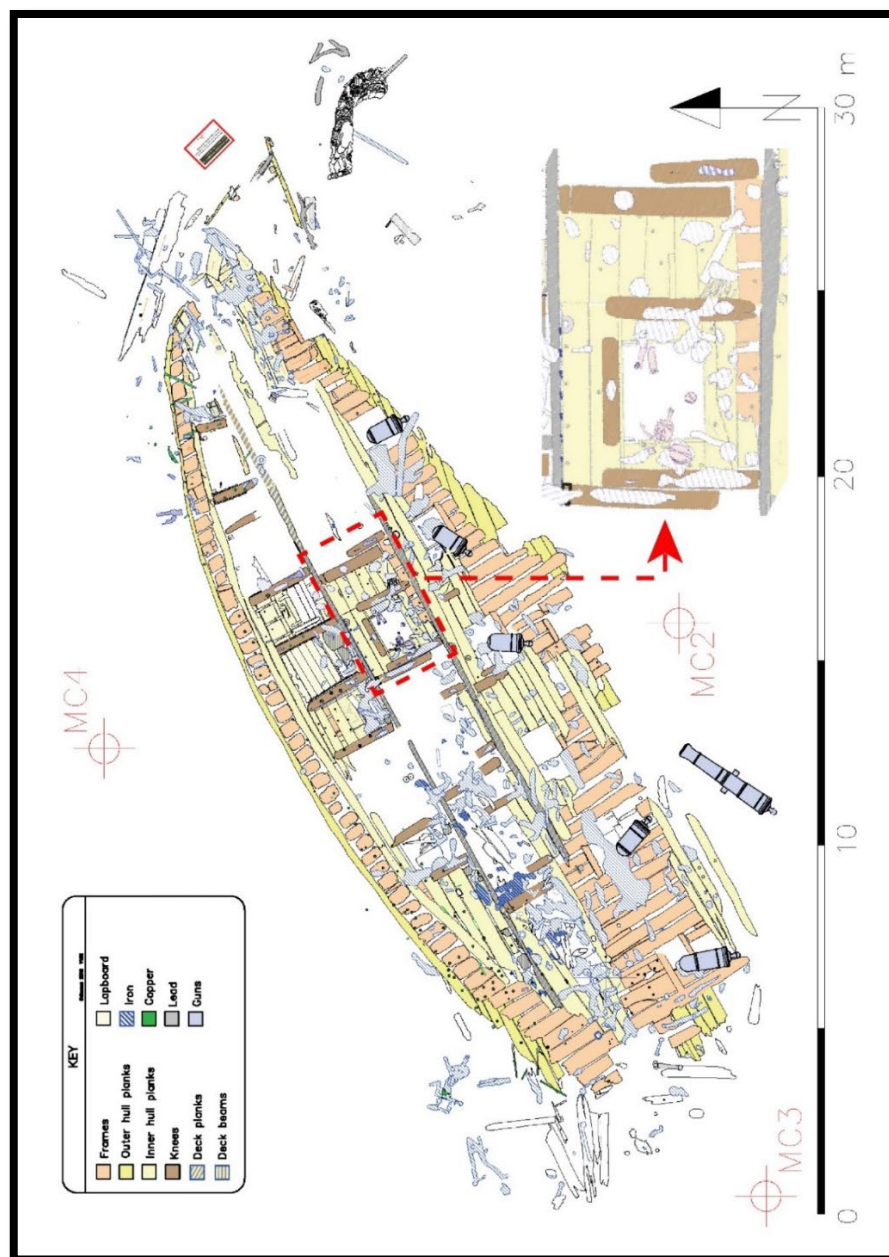 30 m
N
20
MC2
MC4
10
KEY
Frames
Outer hull planks
Inner hull planks
Knees
Deck planks
Deck beams
Lapboard
Iron
Copper
Lead
Guns
MC3
0